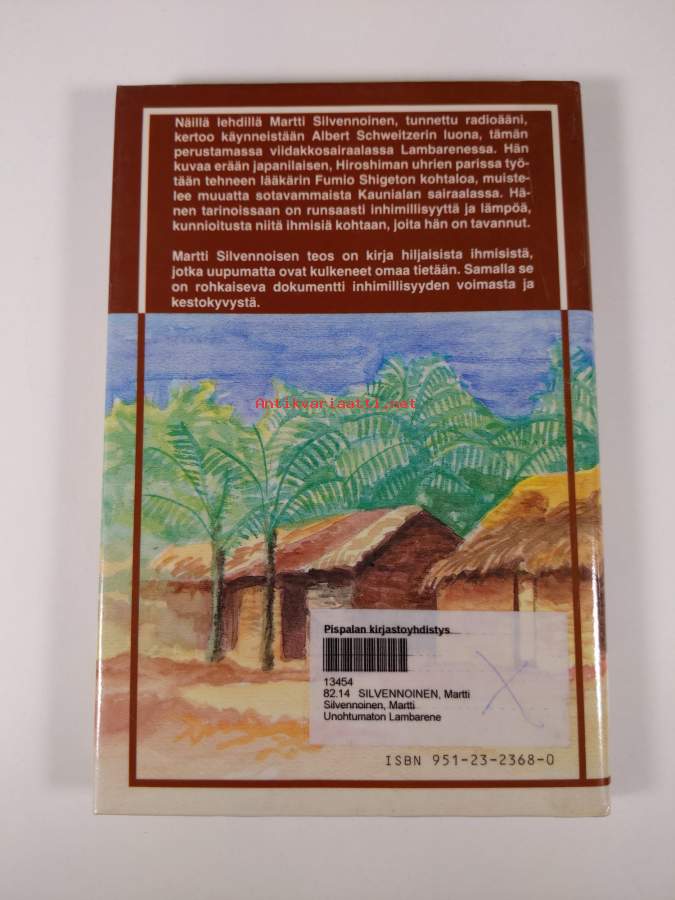 Näillä lehdillä Martti Silvennoinen, tunnettu radioääni,
kertoo käynneistään Albert Schweitzerin luona, tämän
perustamassa viidakkosairaalassa Lambarenessa. Hän
kuvaa erään japanilaisen, Hiroshiman uhrien parissa työ-
tään tehneen lääkärin Fumio Shigeton kohtaloa, muiste-
lee muuatta sotavammaista Kaunialan sairaalassa. Hä-
nen tarinoissaan on runsaasti inhimillisyyttä ja lämpöä,
kunnioitusta niitä ihmisiä kohtaan, joita hän on tavannut.
Martti Silvennoisen teos on kirja hiljaisista ihmisistä,
jotka uupumatta ovat kulkeneet omaa tietään. Samalla se
on rohkaiseva dokumentti inhimillisyyden voimasta ja
kestokyvystä.
Antikvariaatti.net
Pispalan kirjastoyhdistys
13454
82.14 SILVENNOINEN, Martti
Silvennoinen, Martti
Unohtumaton Lambarene
ISBN 951-23-2368-0